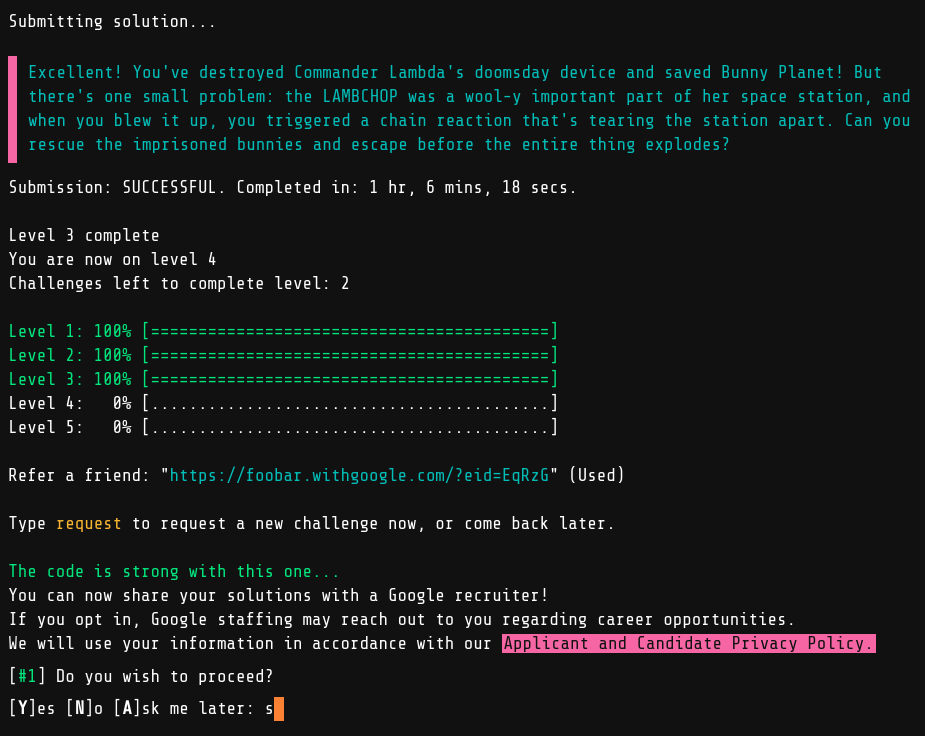 Submitting solution...
Excellent! You've destroyed Commander Lambda's doomsday device and saved Bunny Planet! But
there's one small problem: the LAMBCHOP was a wool-y important part of her space station, and
when you blew it up, you triggered a chain reaction that's tearing the station apart. Can you
rescue the imprisoned bunnies and escape before the entire thing explodes?
Submission: SUCCESSFUL. Completed in: 1 hr, 6 mins, 18 secs.
Level 3 complete
You are now on level 4
Challenges left to complete level: 2
Level 1: 100% [==========================================]
Level 2: 100% [==========================================]
Level 3: 100% [==========================================]
Level 4:   0% [..........................................]
Level 5:   0% [..........................................]
Refer a friend: "https://foobar.withgoogle.com/?eid=EqRzG" (Used)
Type request to request a new challenge now, or come back later.
The code is strong with this one...
You can now share your solutions with a Google recruiter!
If you opt in, Google staffing may reach out to you regarding career opportunities.
We will use your information in accordance with our Applicant and Candidate Privacy Policy.
[#1] Do you wish to proceed?
[Y]es [N]o [A]sk me later: s